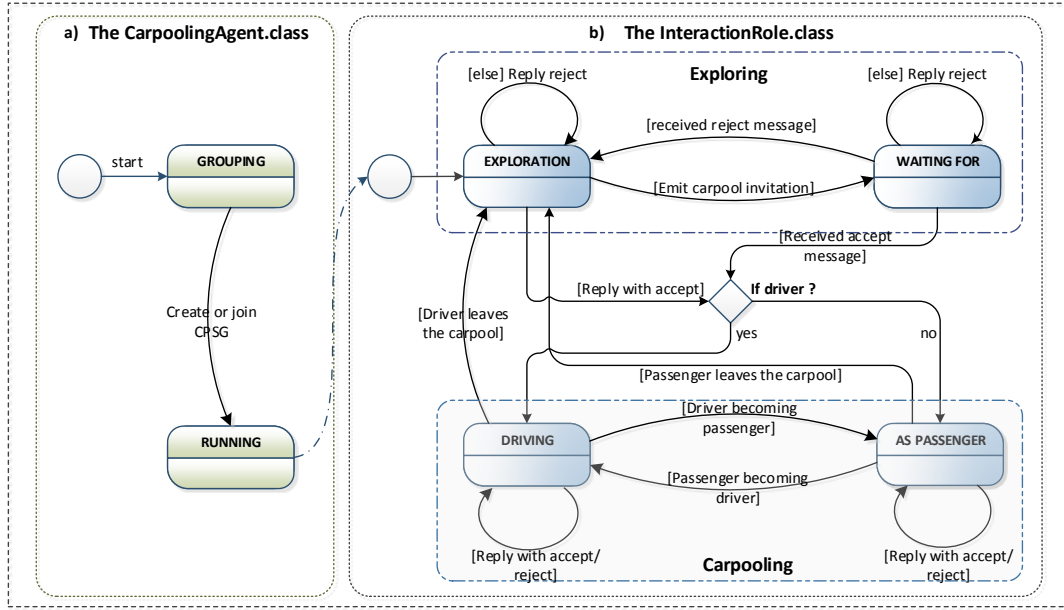 a) The CarpoolingAgent.class
b) The InteractionRole.class
Exploring
[else] Reply reject
[else] Reply reject
[received reject message]
start
GROUPING
EXPLORATION
WAITING FOR
[Emit carpool invitation]
[Received accept
message]
[Reply with accept]
If driver ?
Create or join
CPSG
[Driver leaves
the carpool]
yes
no
[Passenger leaves the carpool]
[Driver becoming
passenger]
RUNNING
DRIVING
AS PASSENGER
[Passenger becoming
driver]
[Reply with accept/
reject]
[Reply with accept/
reject]
Carpooling